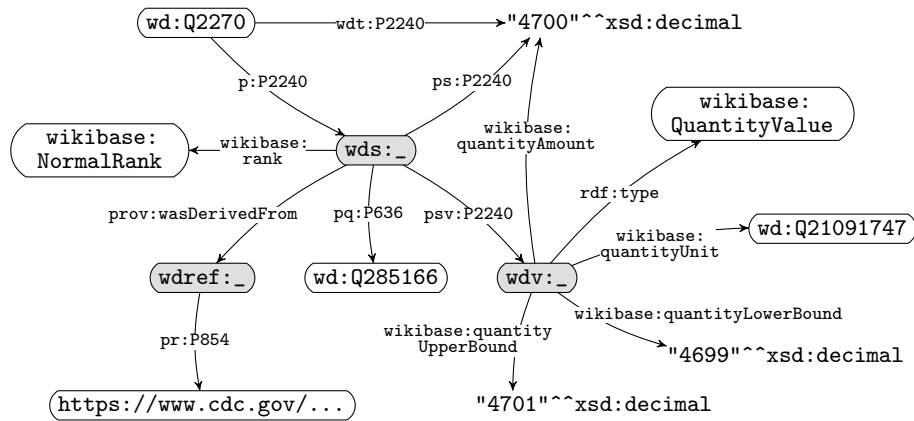 wd:Q2270
wdt:P2240
"4700"^^xsd:decimal
p:P2240
ps:P2240
wikibase:
NormalRank
wikibase:
rank
wds:_
wikibase:
quantityAmount
wikibase:
QuantityValue
rdf:type
prov:wasDerivedFrom
pq:P636
psv:P2240
wikibase:
quantityUnit
wd:Q21091747
wdref:_
wd:Q285166
wdv:_
wikibase:quantityLowerBound
pr:P854
wikibase:quantity
UpperBound
"4699"^^xsd:decimal
https://www.cdc.gov/...
"4701"^^xsd:decimal